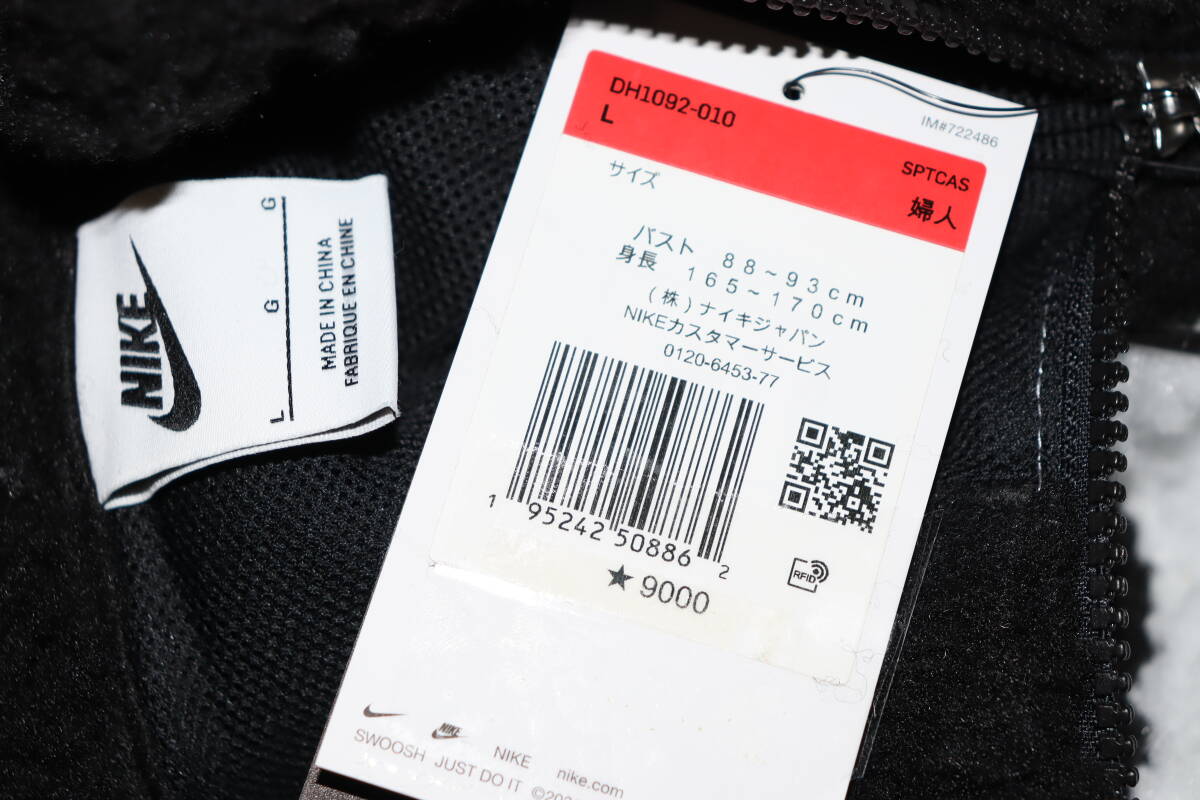 NIKE
L G G
MADE IN CHINA
FABRIQUE EN CHINE
IM#722486
DH1092-010
L
SPTCAS
婦人
サイズ
バスト 88~93cm
身長 165~170cm
(株)ナイキジャパン
NIKEカスタマーサービス
0120-6453-77
1 95242 50886 2
RFID
★9000
NIKE
SWOOSH JUST DO IT NIKE nike.com